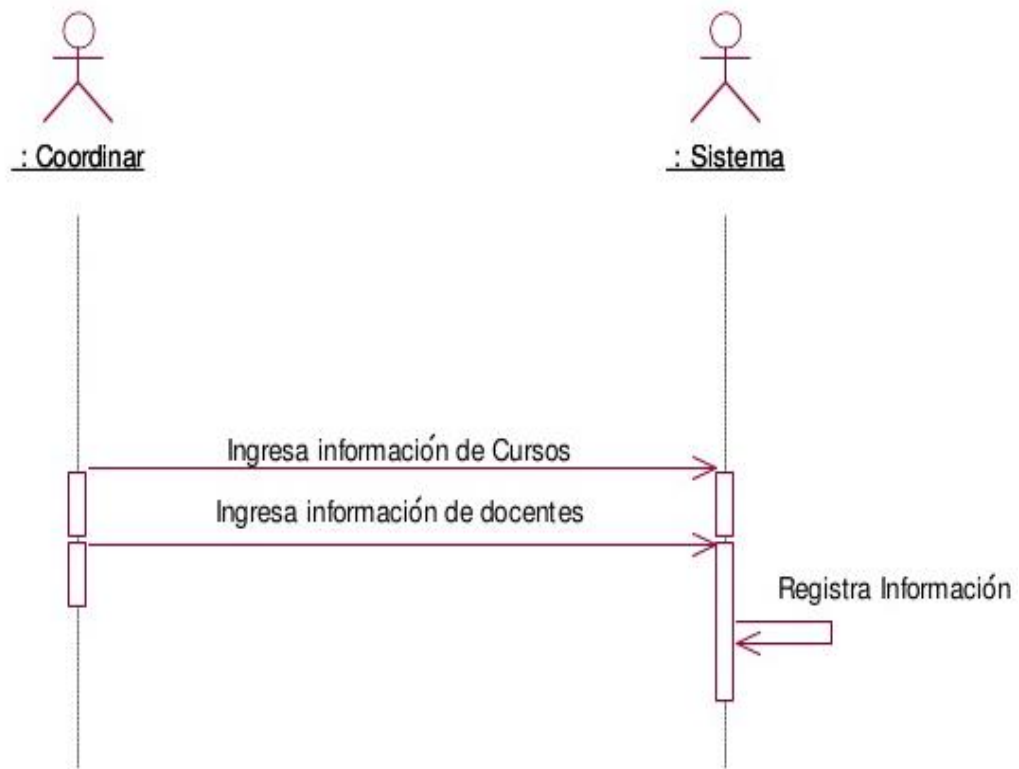 : Coordinar
: Sistema
Ingresa información de Cursos
Ingresa información de docentes
Registra Información